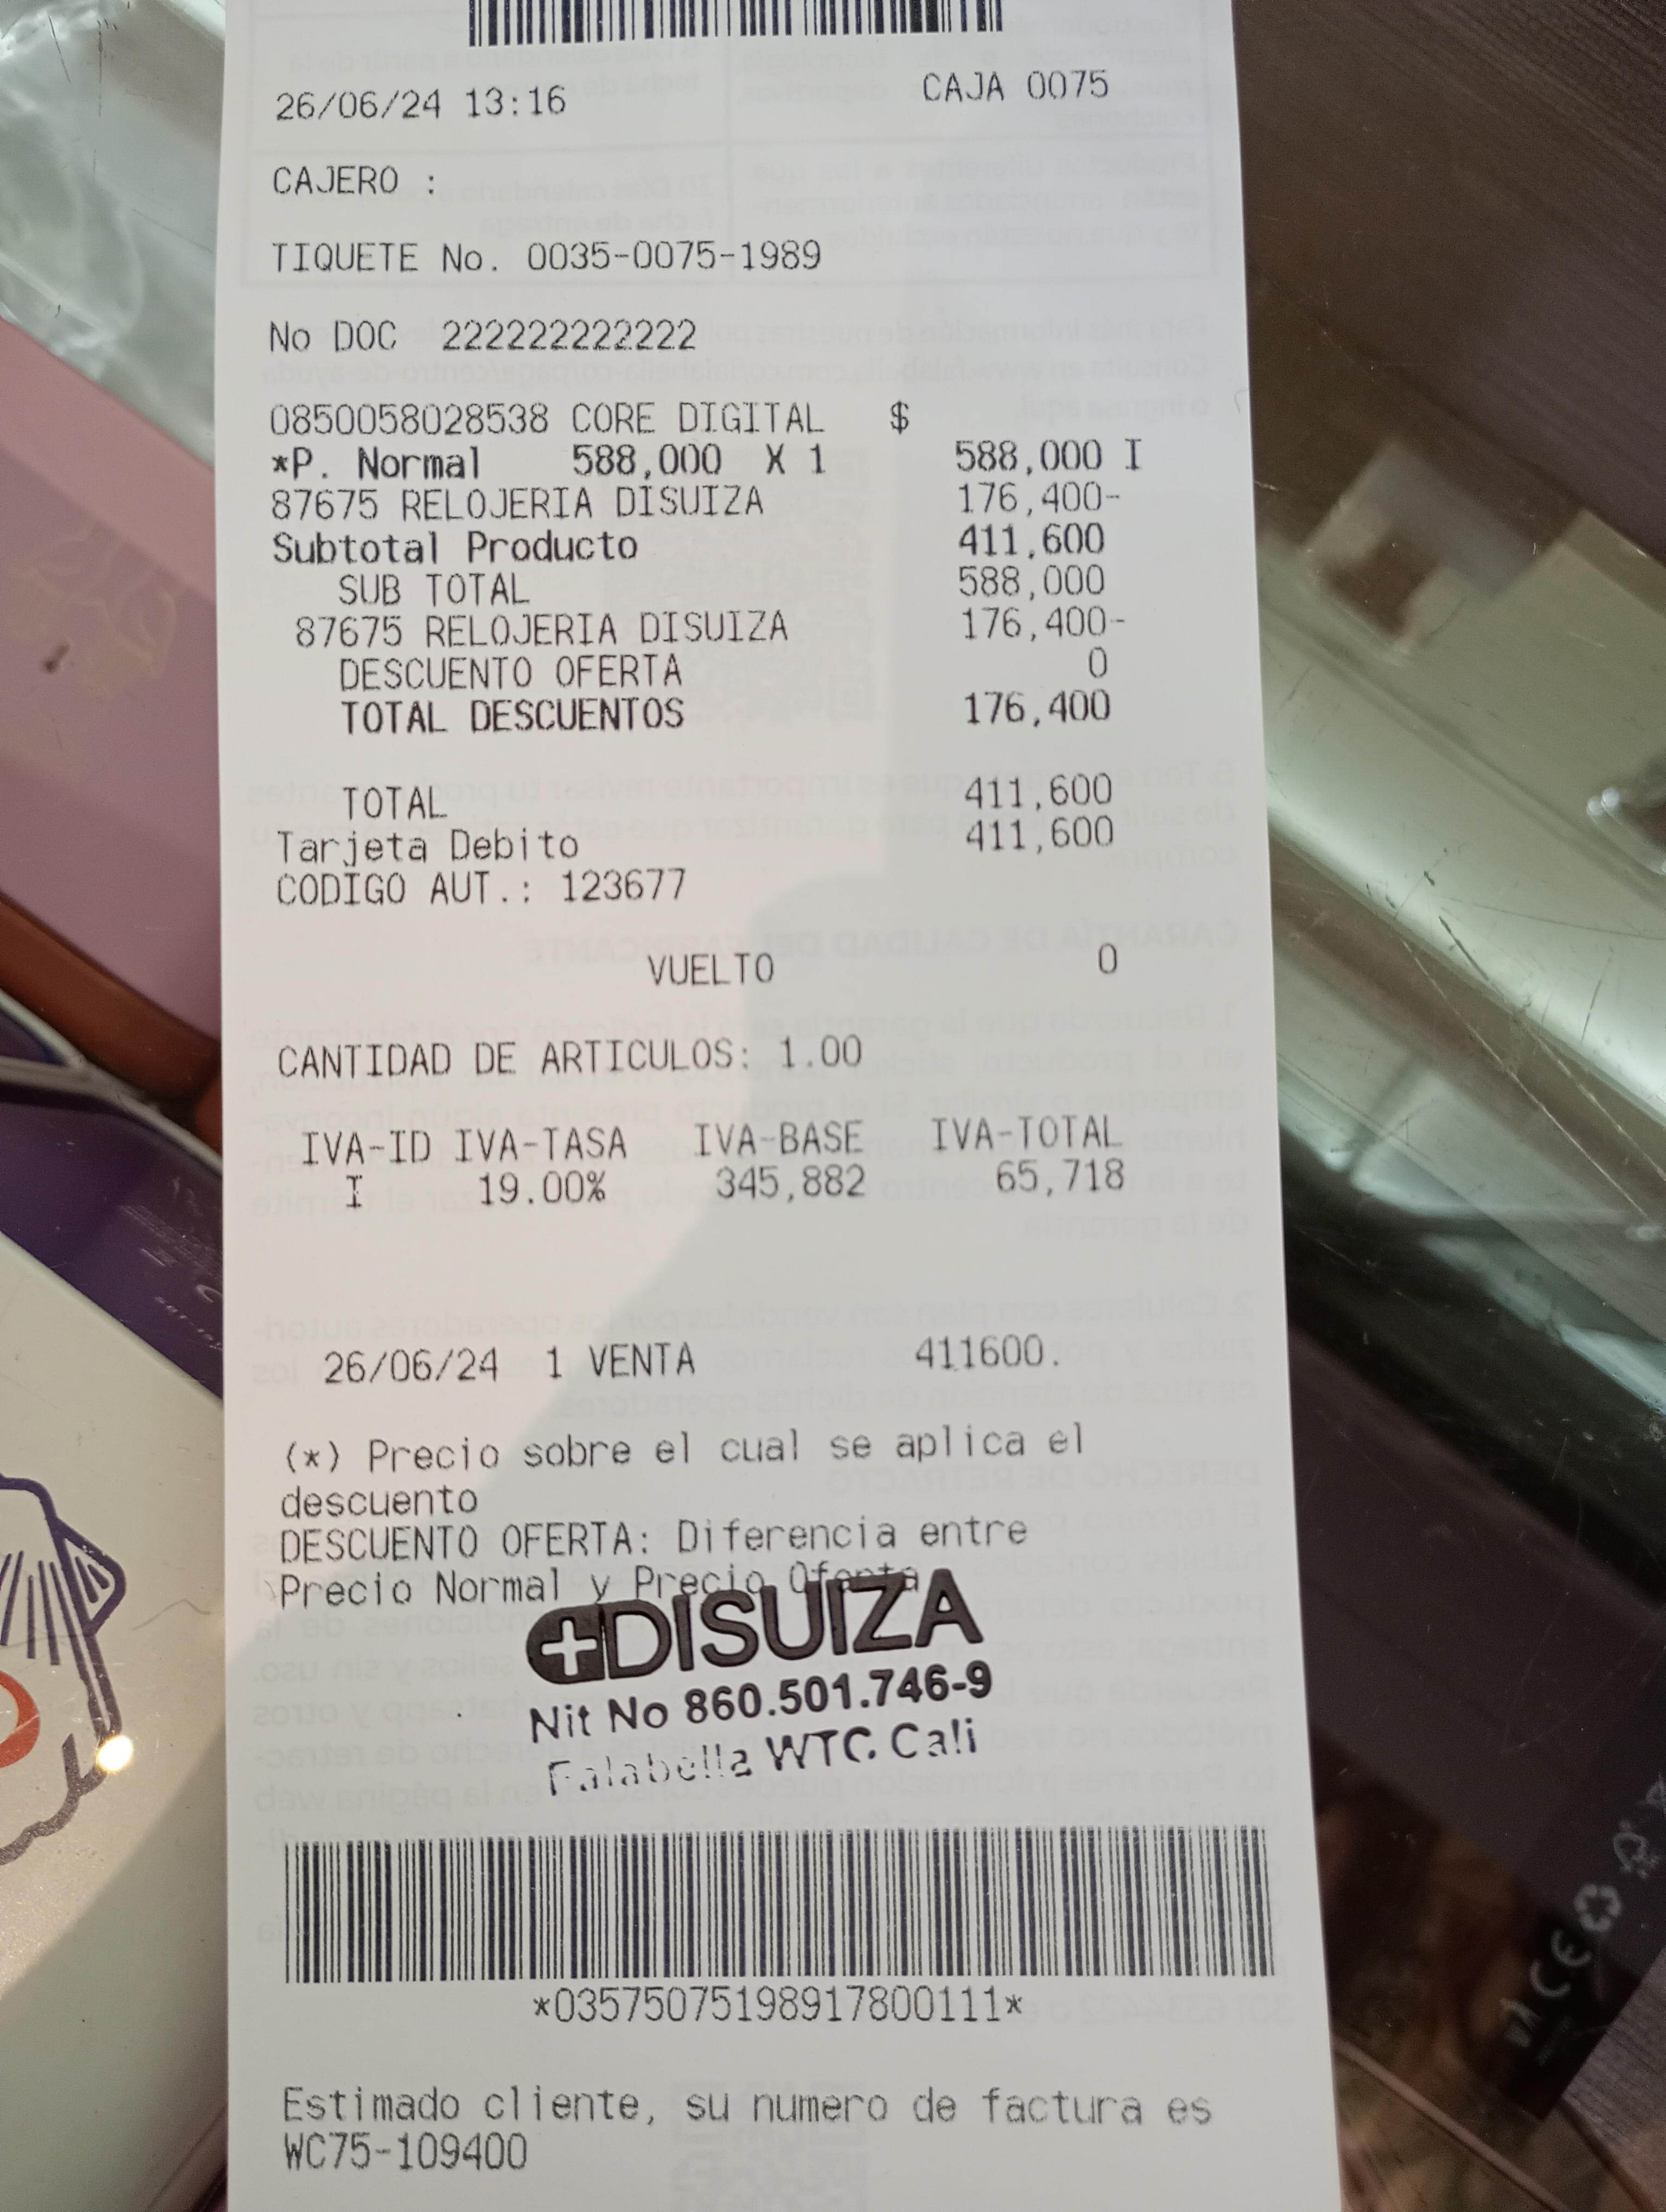 26/06/24 13:16 CAJA 0075
CAJERO :
TIQUETE No. 0035-0075-1989
No DOC 222222222222
0850058028538 CORE DIGITAL $
*P. Normal 588,000 X 1 588,000 I
87675 RELOJERIA DISUIZA 176,400-
Subtotal Producto 411,600
SUB TOTAL 588,000
87675 RELOJERIA DISUIZA 176,400-
DESCUENTO OFERTA 0
TOTAL DESCUENTOS 176,400
TOTAL 411,600
Tarjeta Debito 411,600
CODIGO AUT.: 123677
VUELTO 0
CANTIDAD DE ARTICULOS: 1.00
IVA-ID IVA-TASA IVA-BASE IVA-TOTAL
I 19.00% 345,882 65,718
26/06/24 1 VENTA 411600.
(*) Precio sobre el cual se aplica el
descuento
DESCUENTO OFERTA: Diferencia entre
Precio Normal y Precio Oferta
DISUIZA
Nit No 860.501.746-9
Falabella WTC Cali
*03575075198917800111*
Estimado cliente, su numero de factura es
WC75-109400